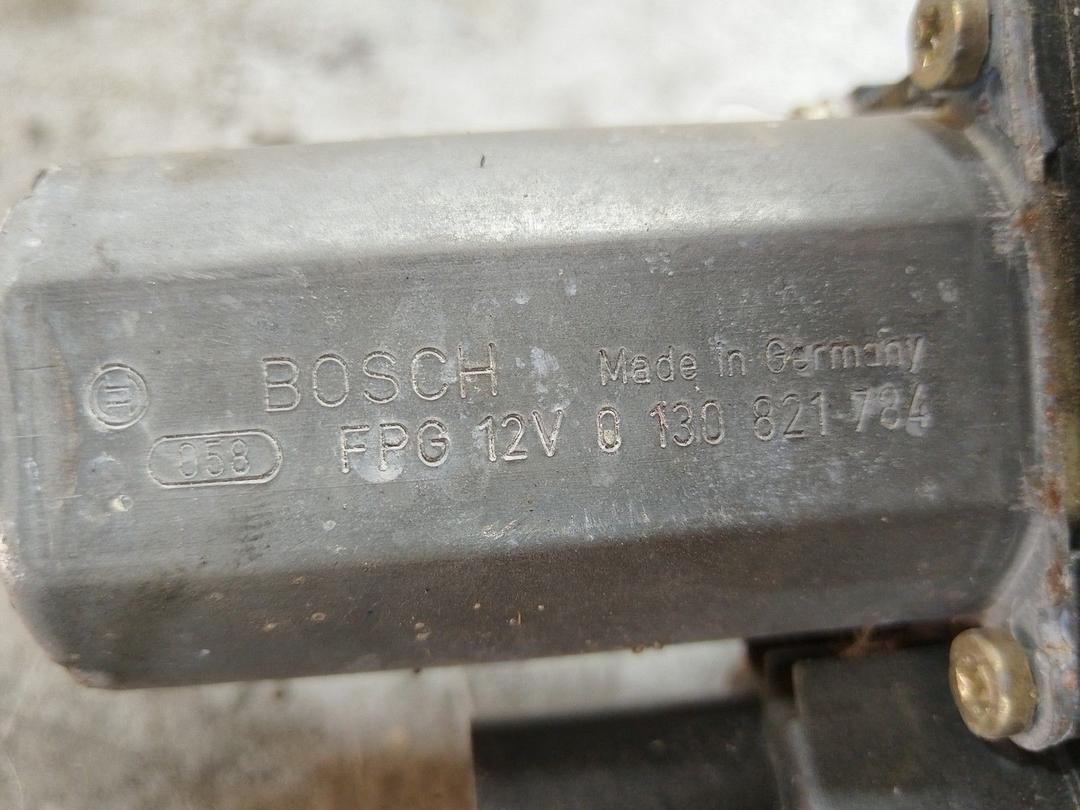 BOSCH Made in Germany
058 FPG 12V 0 130 821 784